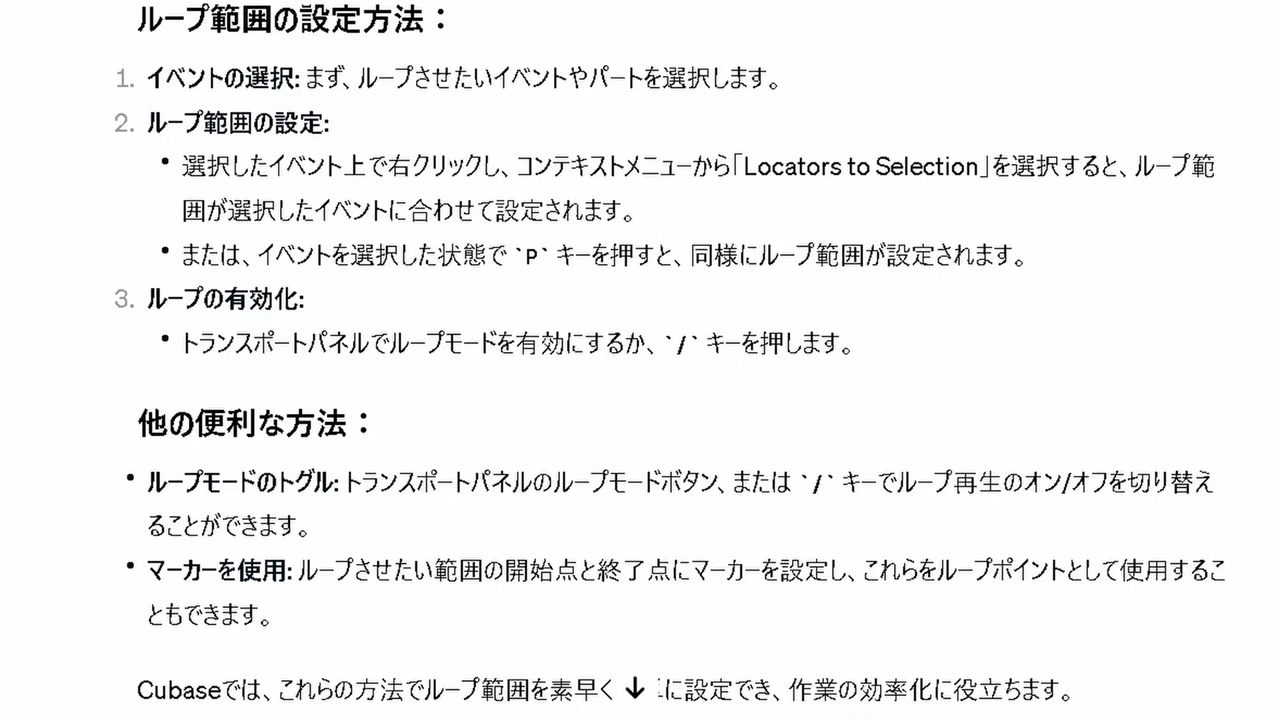 ループ範囲の設定方法：
1. イベントの選択: まず、ループさせたいイベントやパートを選択します。
2. ループ範囲の設定:
• 選択したイベント上で右クリックし、コンテキストメニューから「Locators to Selection」を選択すると、ループ範
囲が選択したイベントに合わせて設定されます。
• または、イベントを選択した状態で `P` キーを押すと、同様にループ範囲が設定されます。
3. ループの有効化:
• トランスポートパネルでループモードを有効にするか、`/` キーを押します。
他の便利な方法：
• ループモードのトグル: トランスポートパネルのループモードボタン、または `/` キーでループ再生のオン/オフを切り替え
ることができます。
• マーカーを使用: ループさせたい範囲の開始点と終了点にマーカーを設定し、これらをループポイントとして使用するこ
ともできます。
Cubaseでは、これらの方法でループ範囲を素早く ↓ に設定でき、作業の効率化に役立ちます。